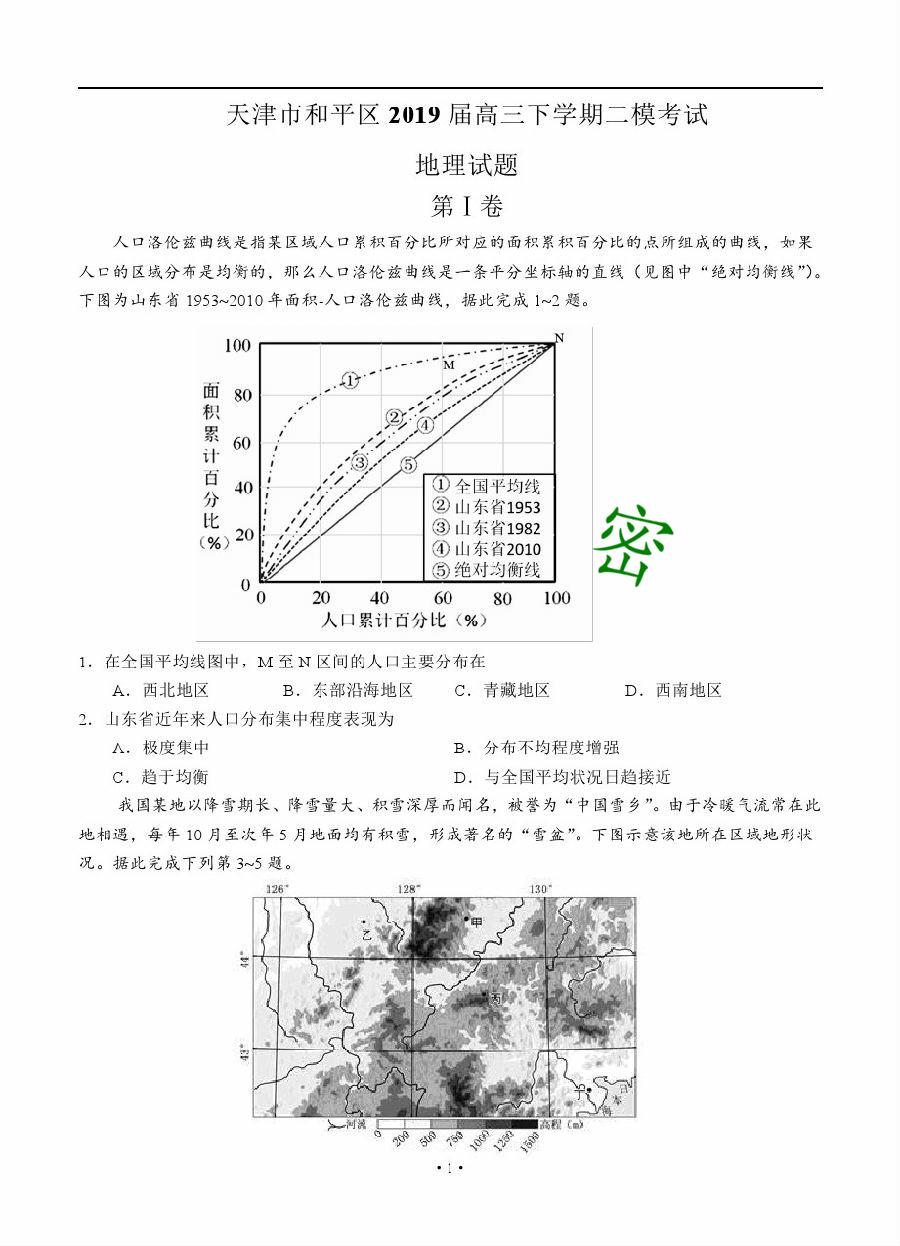 天津市和平区 2019 届高三下学期二模考试
地理试题
第 I 卷
人口洛伦兹曲线是指某区域人口累积百分比所对应的面积累积百分比的点所组成的曲线，如果
人口的区域分布是均衡的，那么人口洛伦兹曲线是一条平分坐标轴的直线（见图中“绝对均衡线”）。
下图为山东省 1953~2010 年面积-人口洛伦兹曲线，据此完成 1~2 题。
100
80
60
40
20
0
面积累计百分比（%）
0 20 40 60 80 100
人口累计百分比（%）
M
N
①
②
③
④
⑤
① 全国平均线
② 山东省1953
③ 山东省1982
④ 山东省2010
⑤ 绝对均衡线
密
1．在全国平均线图中，M 至 N 区间的人口主要分布在
A．西北地区 B．东部沿海地区 C．青藏地区 D．西南地区
2．山东省近年来人口分布集中程度表现为
A．极度集中 B．分布不均程度增强
C．趋于均衡 D．与全国平均状况日趋接近
我国某地以降雪期长、降雪量大、积雪深厚而闻名，被誉为“中国雪乡”。由于冷暖气流常在此
地相遇，每年 10 月至次年 5 月地面均有积雪，形成著名的“雪盆”。下图示意该地所在区域地形状
况。据此完成下列第 3~5 题。
126° 128° 130°
44°
43°
甲
乙
丙
丁
日本海
河流 0 200 500 750 1000 1250 1500 高程（m）
·1·